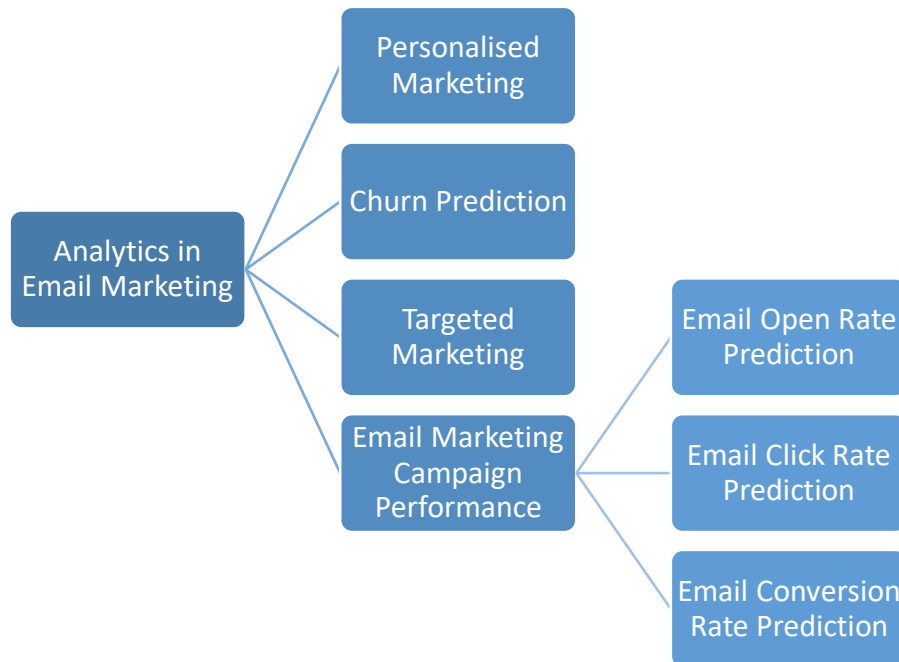 Personalised
Marketing
Churn Prediction
Analytics in
Email Marketing
Targeted
Marketing
Email Marketing
Campaign
Performance
Email Open Rate
Prediction
Email Click Rate
Prediction
Email Conversion
Rate Prediction